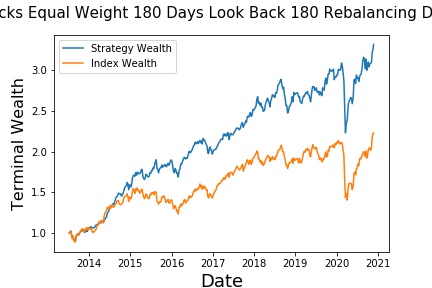 cks Equal Weight 180 Days Look Back 180 Rebalancing D
Strategy Wealth
Index Wealth
Terminal Wealth
3.0
2.5
2.0
1.5
1.0
2014 2015 2016 2017 2018 2019 2020 2021
Date